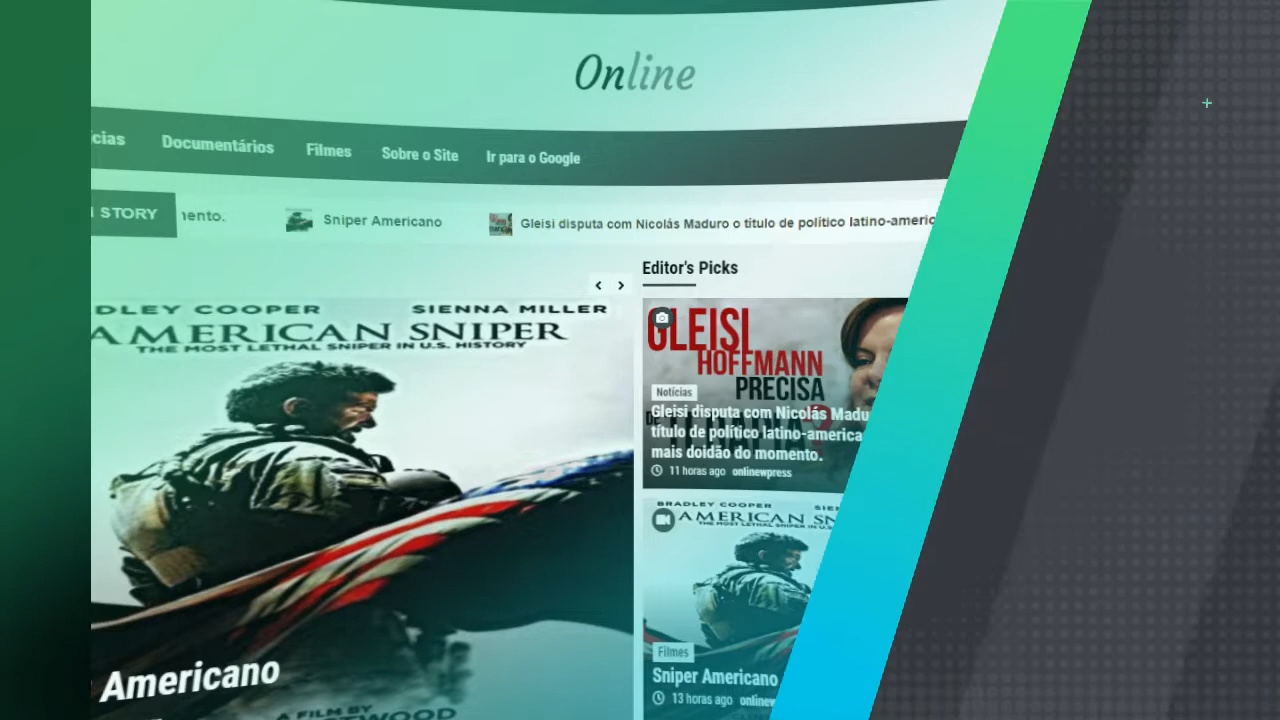 Online
ícias Documentários Filmes Sobre o Site Ir para o Google
STORY nento. Sniper Americano Gleisi disputa com Nicolás Maduro o título de político latino-americ
Editor's Picks
DLEY COOPER SIENNA MILLER
AMERICAN SNIPER
THE MOST LETHAL SNIPER IN U.S. HISTORY
Americano
A FILM BY
GLEISI
HOFFMANN
PRECISA
DE
Notícias
Gleisi disputa com Nicolás Madu
título de político latino-america
mais doidão do momento.
11 horas ago onlinewpress
BRADLEY COOPER SIE
AMERICAN SN
THE MOST LETHAL SNIPER IN U.S.
Filmes
Sniper Americano
13 horas ago onlinew